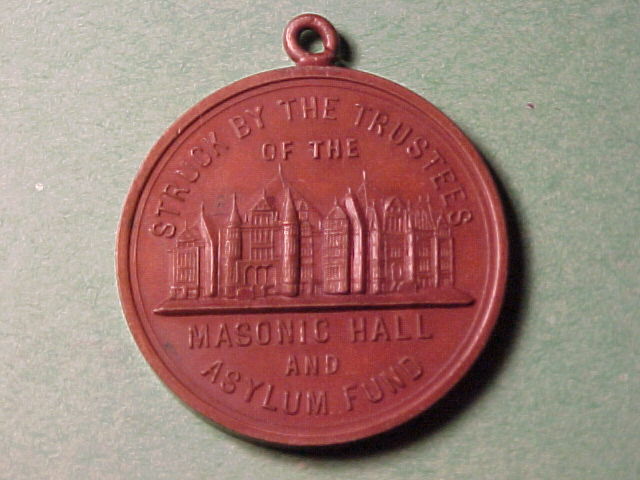 STRUCK BY THE TRUSTEES
OF THE
MASONIC HALL
AND
ASYLUM FUND